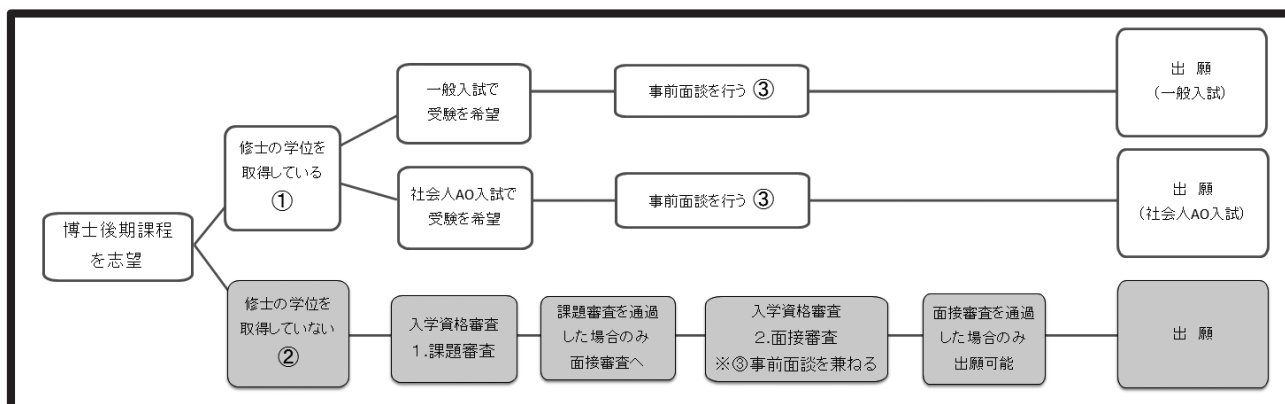 博士後期課程
を志望
修士の学位を
取得している
①
一般入試で
受験を希望
事前面談を行う ③
出 願
(一般入試)
社会人AO入試で
受験を希望
事前面談を行う ③
出 願
(社会人AO入試)
修士の学位を
取得していない
②
入学資格審査
1.課題審査
課題審査を通過
した場合のみ
面接審査へ
入学資格審査
2.面接審査
※③事前面談を兼ねる
面接審査を通過
した場合のみ
出願可能
出 願